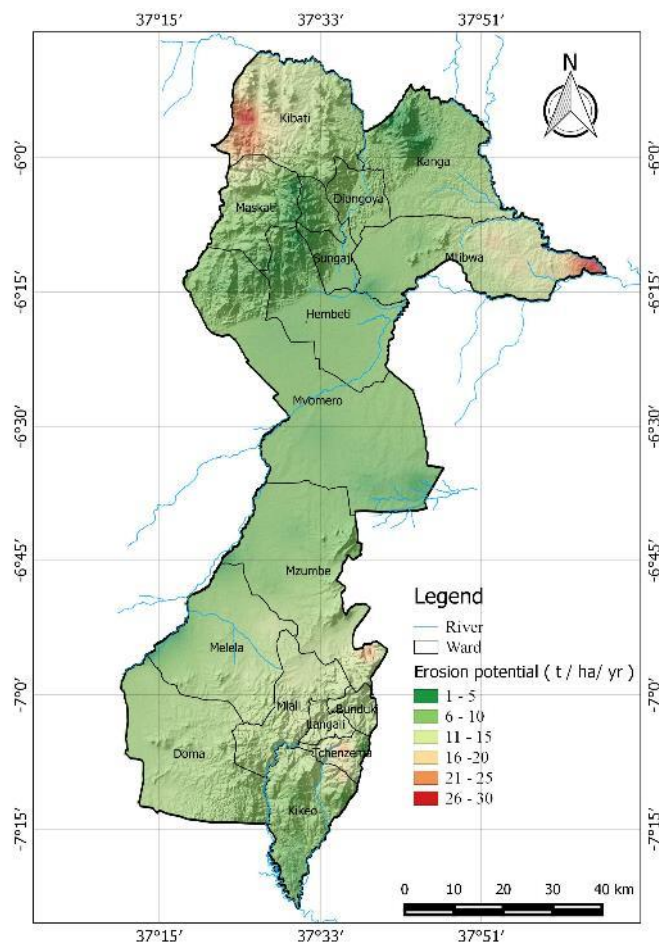 37°15′ 37°33′ 37°51′
N
Kibati
Kanga
-6°0′ -6°0′
Maskati
Diungoya
Sungaji
Mtibwa
-6°15′ -6°15′
Hembeti
Mvomero
-6°30′ -6°30′
-6°45′ -6°45′
Mzumbe
Legend
River
Ward
Erosion potential ( t / ha/ yr )
1 - 5
6 - 10
11 - 15
16 -20
21 - 25
26 - 30
Melela
-7°0′ -7°0′
Mlali
Bunduk
Langali
Doma
Tchenzema
Kikeo
-7°15′ -7°15′
0 10 20 30 40 km
37°15′ 37°33′ 37°51′